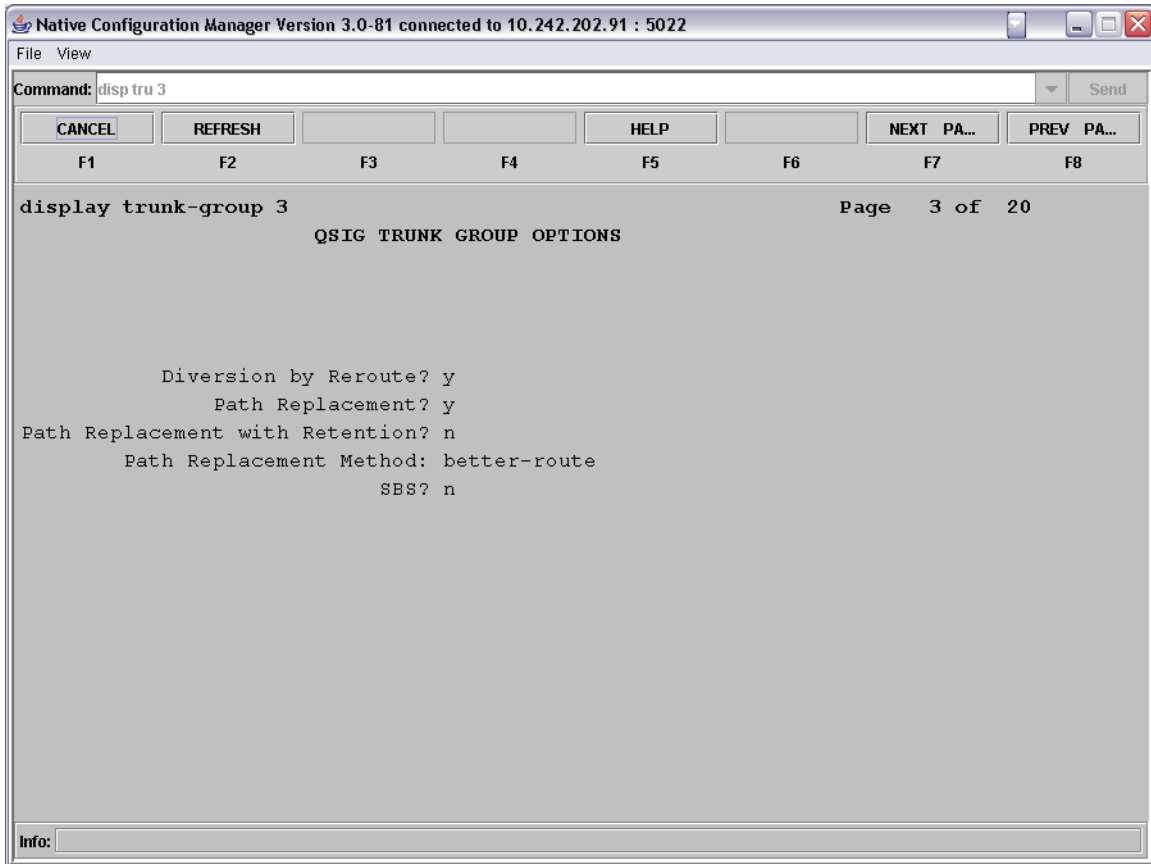 Native Configuration Manager Version 3.0-81 connected to 10.242.202.91 : 5022
File View
Command: disp tru 3 Send
CANCEL REFRESH HELP NEXT PA... PREV PA...
F1 F2 F3 F4 F5 F6 F7 F8
display trunk-group 3 Page 3 of 20
QSIG TRUNK GROUP OPTIONS
Diversion by Reroute? y
Path Replacement? y
Path Replacement with Retention? n
Path Replacement Method: better-route
SBS? n
Info: